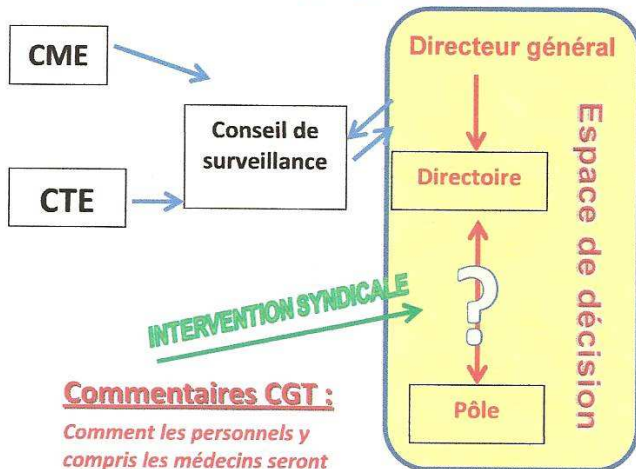 CME
Directeur général
Conseil de
surveillance
Directoire
CTE
Espace de décision
INTERVENTION SYNDICALE
?
Pôle
Commentaires CGT :
Comment les personnels y
compris les médecins seront